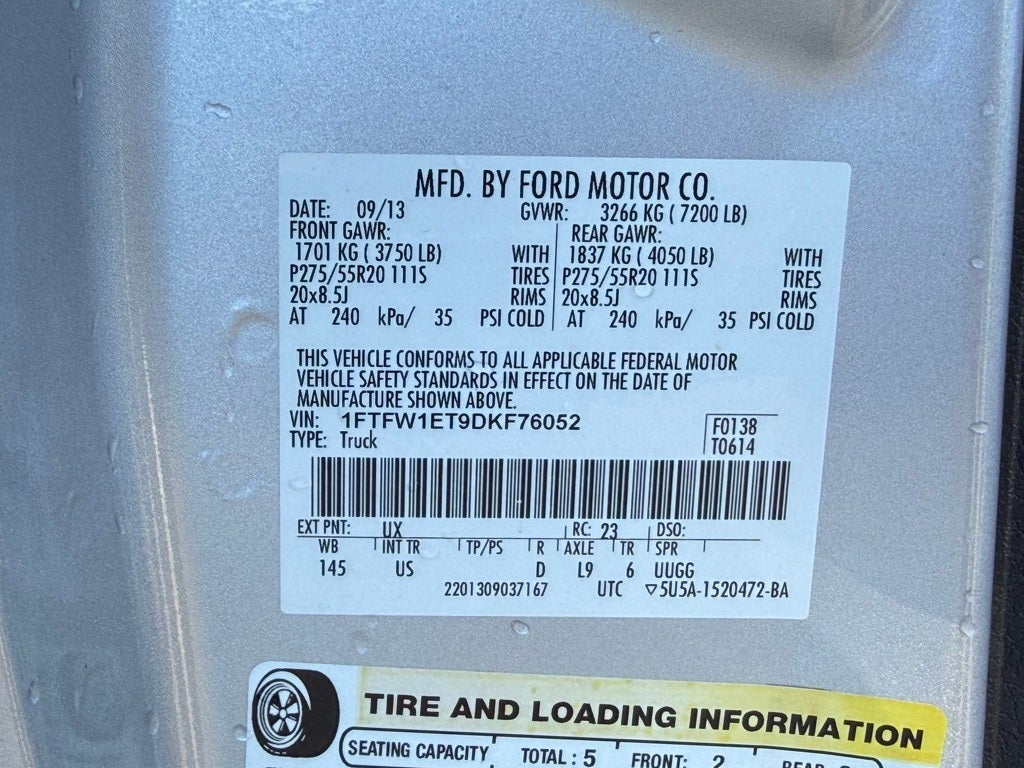 MFD. BY FORD MOTOR CO.
DATE: 09/13 GVWR: 3266 KG ( 7200 LB)
FRONT GAWR: REAR GAWR:
1701 KG ( 3750 LB) WITH 1837 KG ( 4050 LB) WITH
P275/55R20 111S TIRES P275/55R20 111S TIRES
20x8.5J RIMS 20x8.5J RIMS
AT 240 kPa/ 35 PSI COLD AT 240 kPa/ 35 PSI COLD
THIS VEHICLE CONFORMS TO ALL APPLICABLE FEDERAL MOTOR
VEHICLE SAFETY STANDARDS IN EFFECT ON THE DATE OF
MANUFACTURE SHOWN ABOVE.
VIN: 1FTFW1ET9DKF76052 F0138
TYPE: Truck T0614
EXT PNT: UX RC: 23 DSO:
WB INT TR TP/PS R AXLE TR SPR
145 US D L9 6 UUGG
2201309037167 UTC ▽5U5A-1520472-BA
TIRE AND LOADING INFORMATION
SEATING CAPACITY TOTAL : 5 FRONT: 2